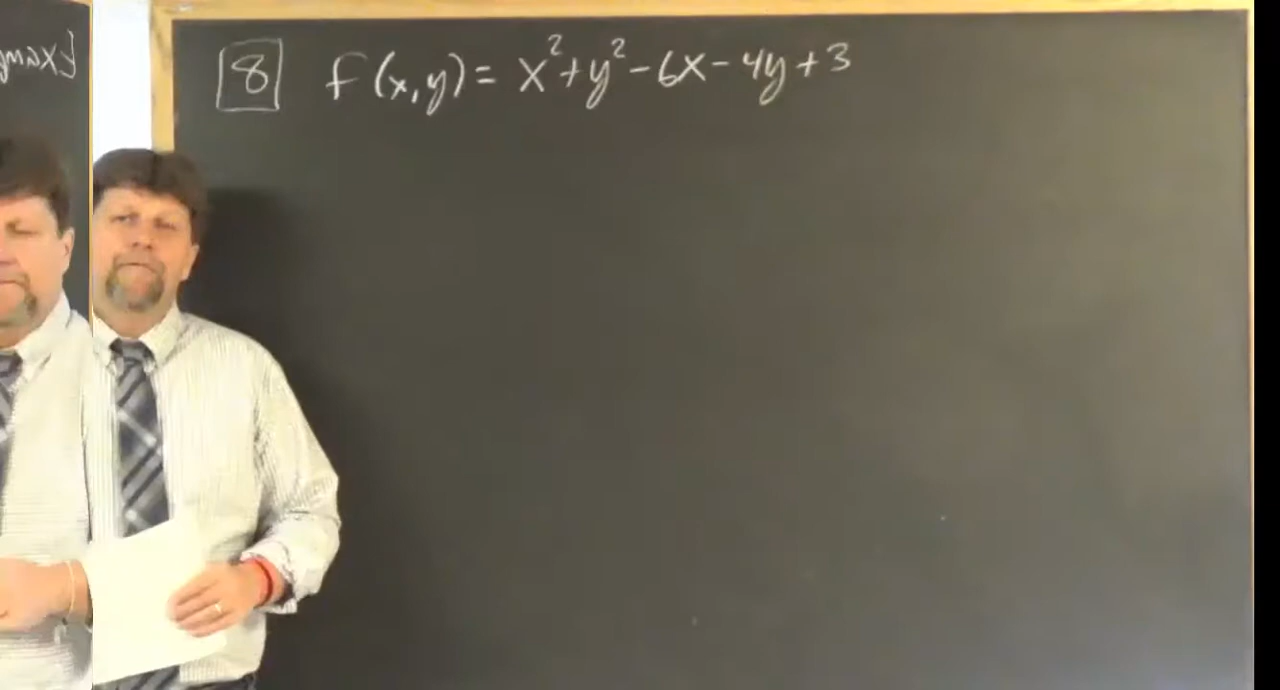 8 f(x,y) = x²+y²-6x-4y+3